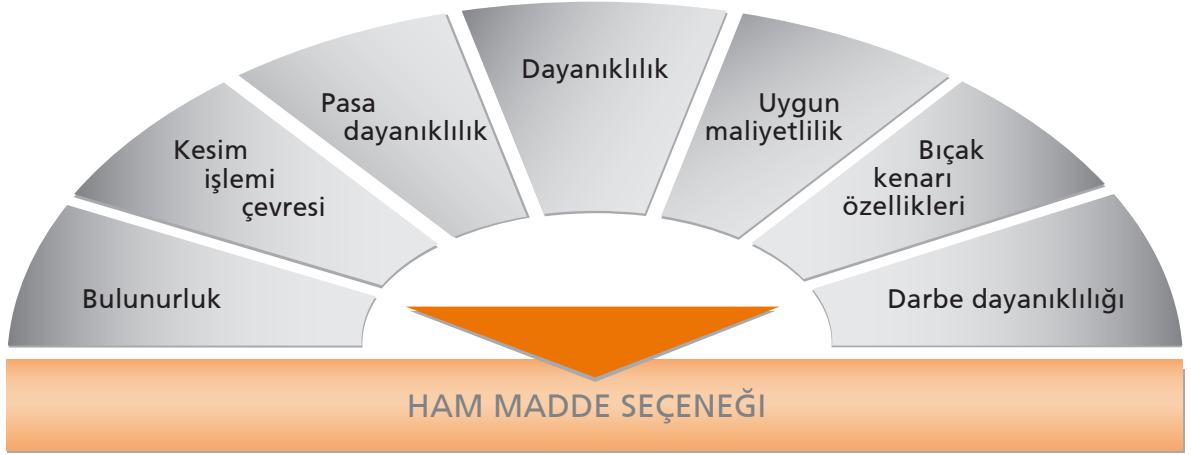 Bulunurluk
Kesim
işlemi
çevresi
Pasa
dayanıklılık
Dayanıklılık
Uygun
maliyetlilik
Bıçak
kenarı
özellikleri
Darbe dayanıklılığı
HAM MADDE SEÇENEĞI